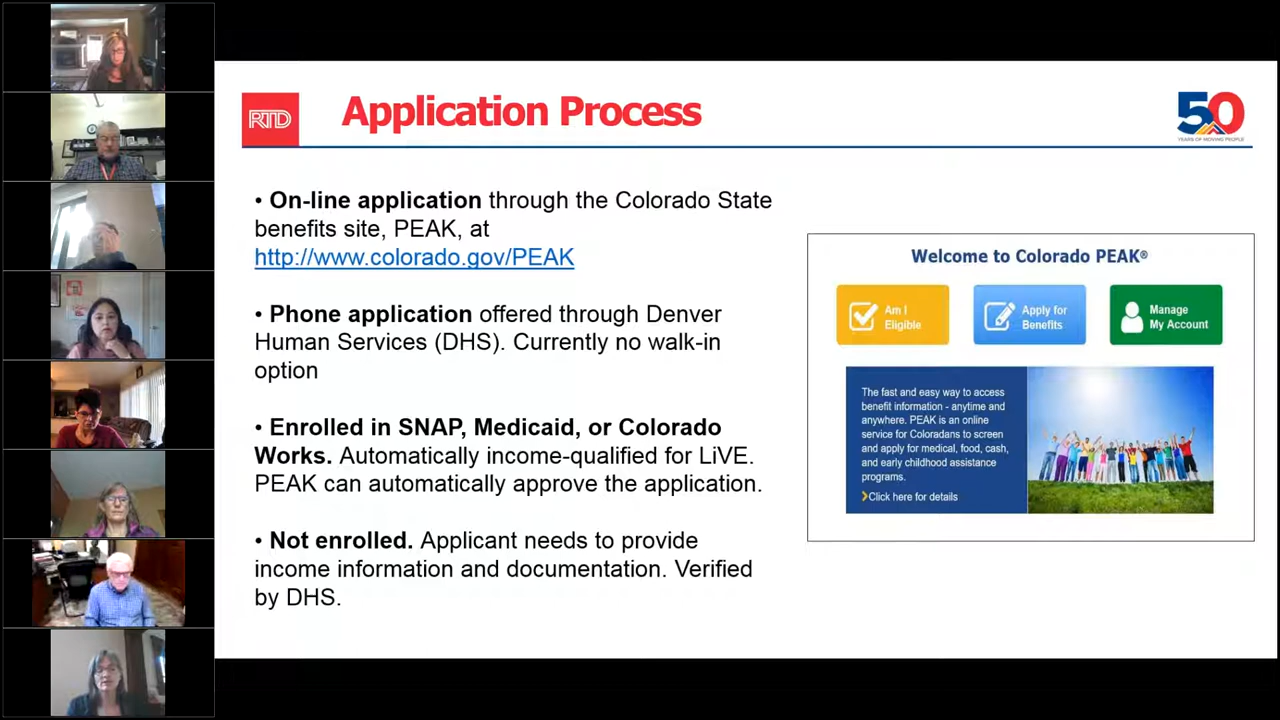 RTD
Application Process
50
YEARS OF MOVING PEOPLE
• On-line application through the Colorado State
benefits site, PEAK, at
http://www.colorado.gov/PEAK
• Phone application offered through Denver
Human Services (DHS). Currently no walk-in
option
• Enrolled in SNAP, Medicaid, or Colorado
Works. Automatically income-qualified for LiVE.
PEAK can automatically approve the application.
• Not enrolled. Applicant needs to provide
income information and documentation. Verified
by DHS.
Welcome to Colorado PEAK®
Am I
Eligible
Apply for
Benefits
Manage
My Account
The fast and easy way to access
benefit information - anytime and
anywhere. PEAK is an online
service for Coloradans to screen
and apply for medical, food, cash,
and early childhood assistance
programs.
Click here for details